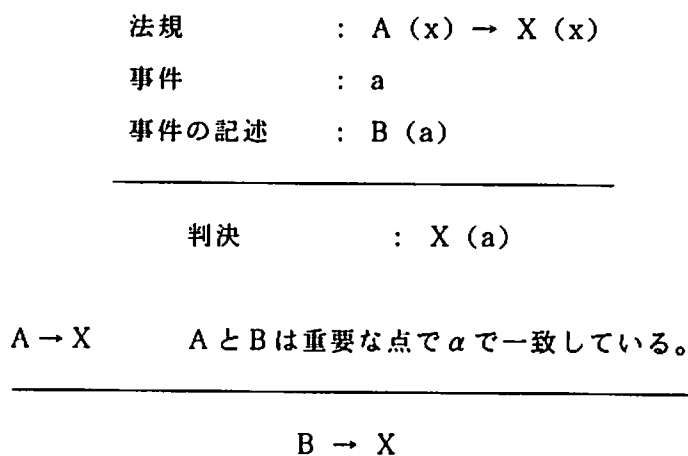 法規 : A (x) → X (x)
事件 : a
事件の記述 : B (a)
判決 : X (a)
A → X AとBは重要な点でαで一致している。
B → X